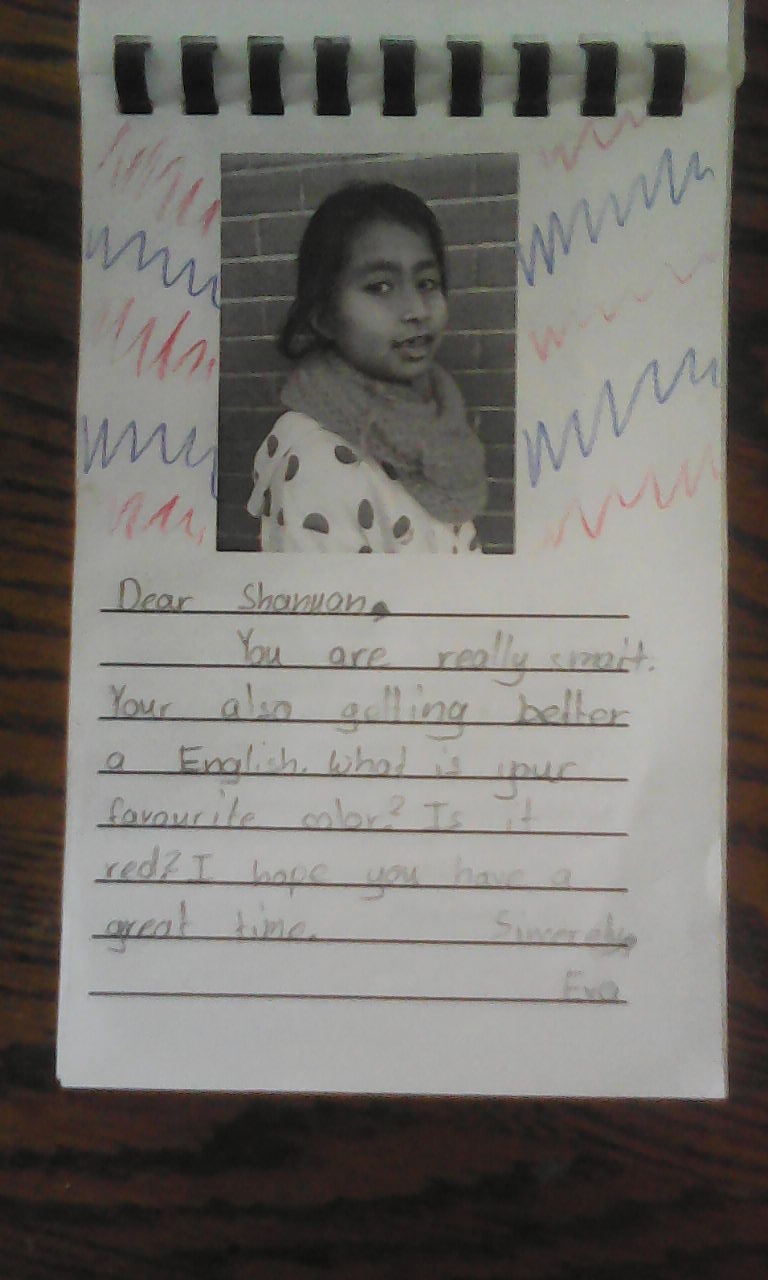 Dear Shanuan,
You are really smart.
Your also getting better
a English. What is your
favourite color? Is it
red? I hope you have a
great time. Sincerely,
Eva